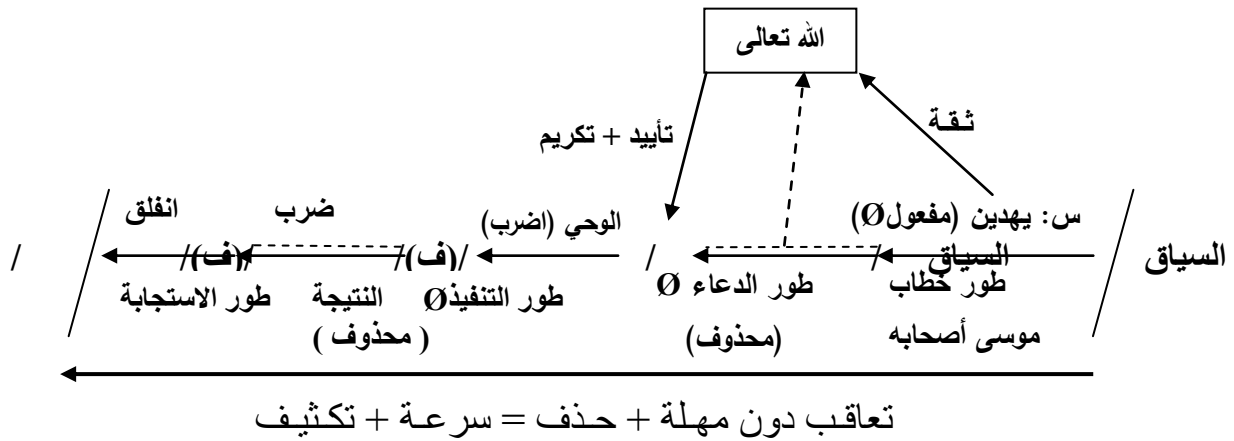 الله تعالى
ثـقـة
تأييد + تكريم
س: يهدين (مفعولØ)
الوحي (اضرب)
ضرب
انفلق
السياق / السياق / / /(ف) /(ف) /(ف) / /
طور خطاب
موسى أصحابه
طور الدعاء Ø
(محذوف)
طور التنفيذØ
النتيجة
( محذوف )
طور الاستجابة
تعاقب دون مهلة + حذف = سرعة + تكثيف